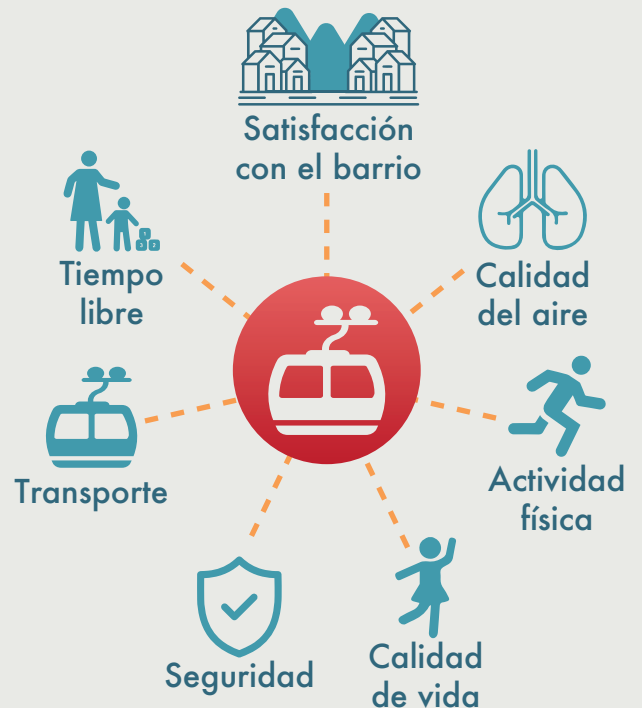 Satisfacción
con el barrio
Tiempo
libre
Calidad
del aire
Transporte
Actividad
física
Seguridad
Calidad
de vida